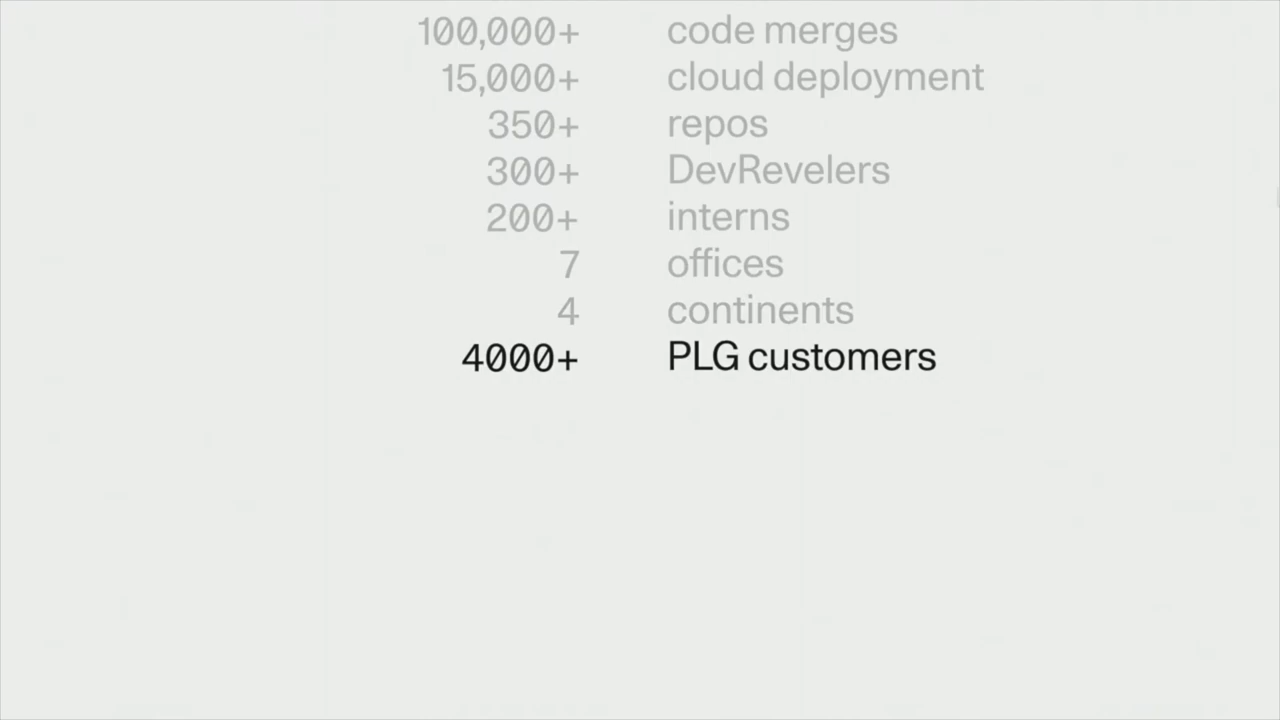 100,000+ code merges
15,000+ cloud deployment
350+ repos
300+ DevRevelers
200+ interns
7 offices
4 continents
4000+ PLG customers